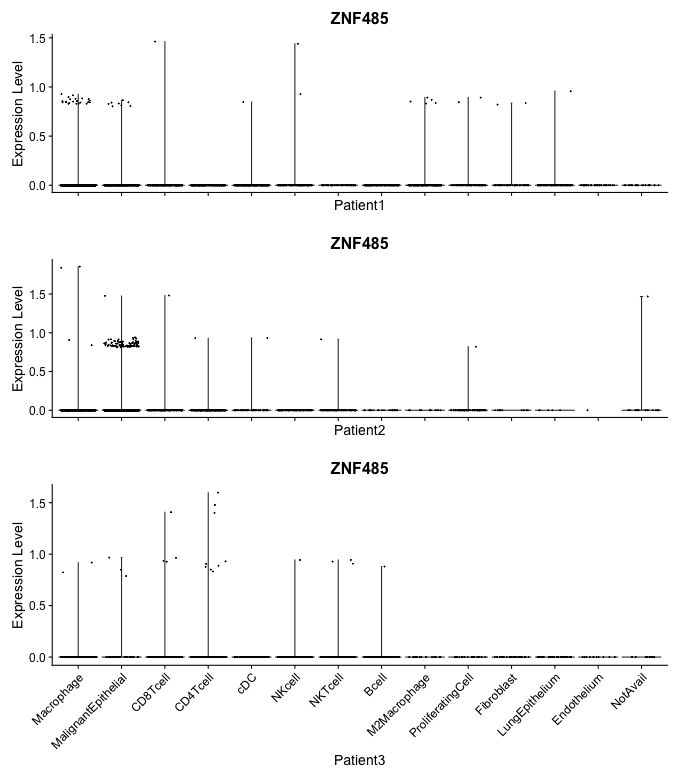 ZNF485
Expression Level
1.5
1.0
0.5
0.0
Patient1
ZNF485
Expression Level
1.5
1.0
0.5
0.0
Patient2
ZNF485
Expression Level
1.5
1.0
0.5
0.0
Macrophage
MalignantEpithelial
CD8Tcell
CD4Tcell
cDC
NKcell
NKTcell
Bcell
M2Macrophage
ProliferatingCell
Fibroblast
LungEpithelium
Endothelium
NotAvail
Patient3